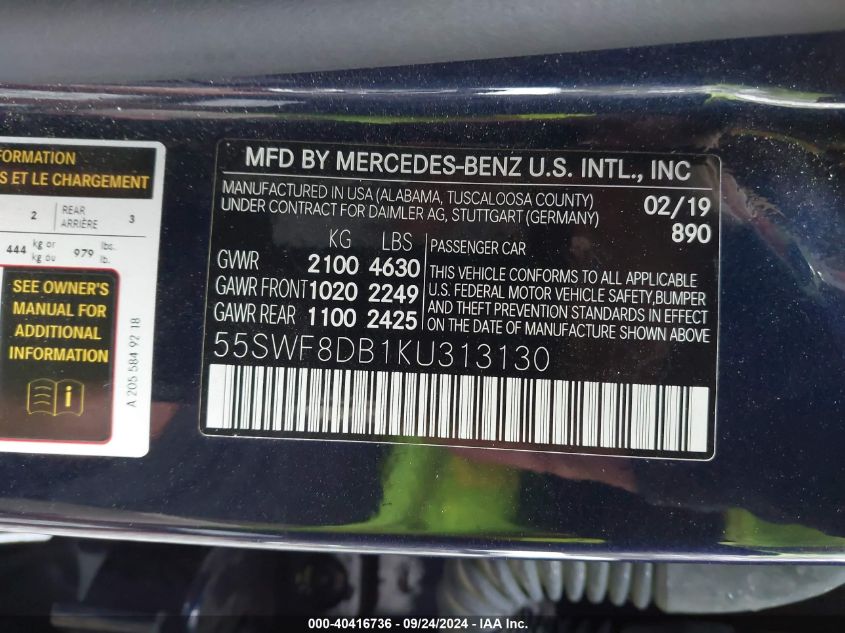 FORMATION
S ET LE CHARGEMENT
2 REAR ARRIÈRE 3
444 kg or kg ou 979 lbs. lb.
SEE OWNER'S
MANUAL FOR
ADDITIONAL
INFORMATION
i
A 205 584 92 18
MFD BY MERCEDES-BENZ U.S. INTL., INC
MANUFACTURED IN USA (ALABAMA, TUSCALOOSA COUNTY)
UNDER CONTRACT FOR DAIMLER AG, STUTTGART (GERMANY)
02/19
890
KG LBS
GVWR 2100 4630
GAWR FRONT 1020 2249
GAWR REAR 1100 2425
PASSENGER CAR
THIS VEHICLE CONFORMS TO ALL APPLICABLE
U.S. FEDERAL MOTOR VEHICLE SAFETY, BUMPER
AND THEFT PREVENTION STANDARDS IN EFFECT
ON THE DATE OF MANUFACTURE SHOWN ABOVE
55SWF8DB1KU313130
000-40416736 - 09/24/2024 - IAA Inc.